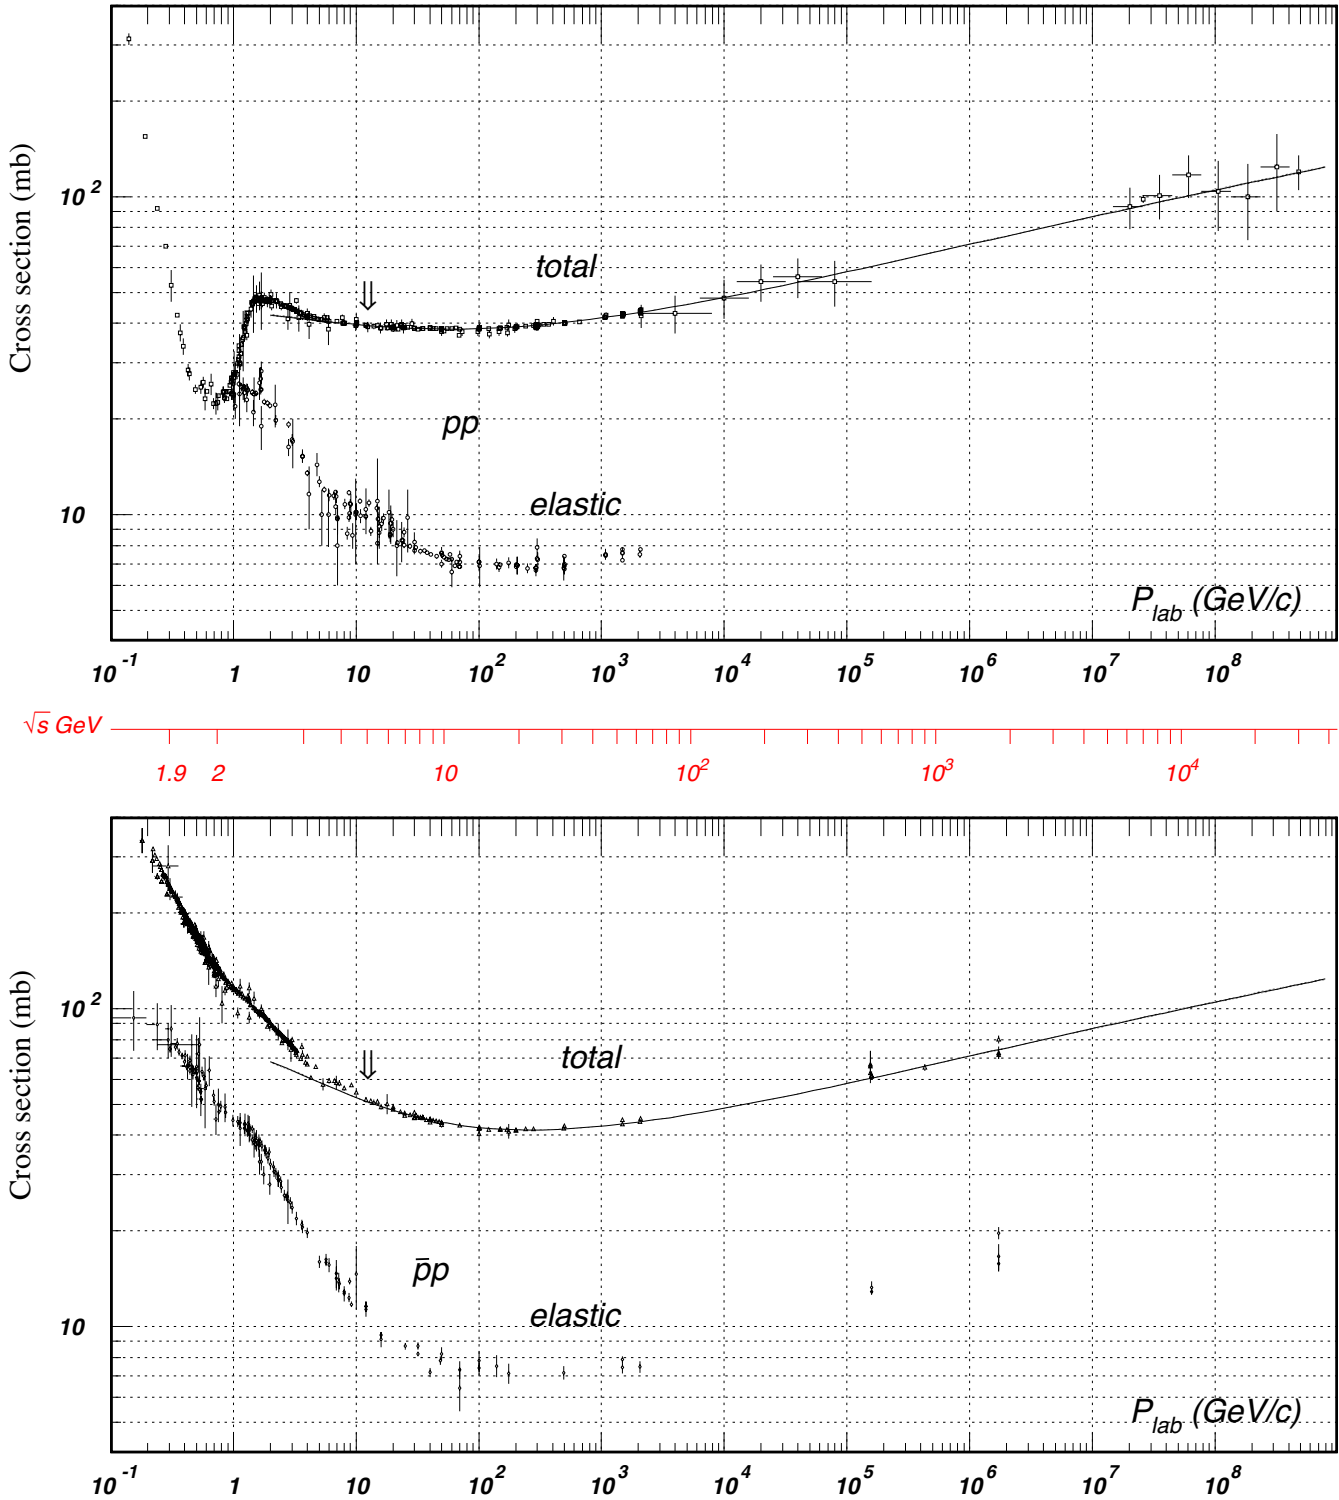 Cross section (mb)
10²
10
total
⇓
pp
elastic
P_lab (GeV/c)
10⁻¹ 1 10 10² 10³ 10⁴ 10⁵ 10⁶ 10⁷ 10⁸
√s GeV
1.9 2 10 10² 10³ 10⁴
Cross section (mb)
10²
10
⇓
total
p̄p
elastic
P_lab (GeV/c)
10⁻¹ 1 10 10² 10³ 10⁴ 10⁵ 10⁶ 10⁷ 10⁸